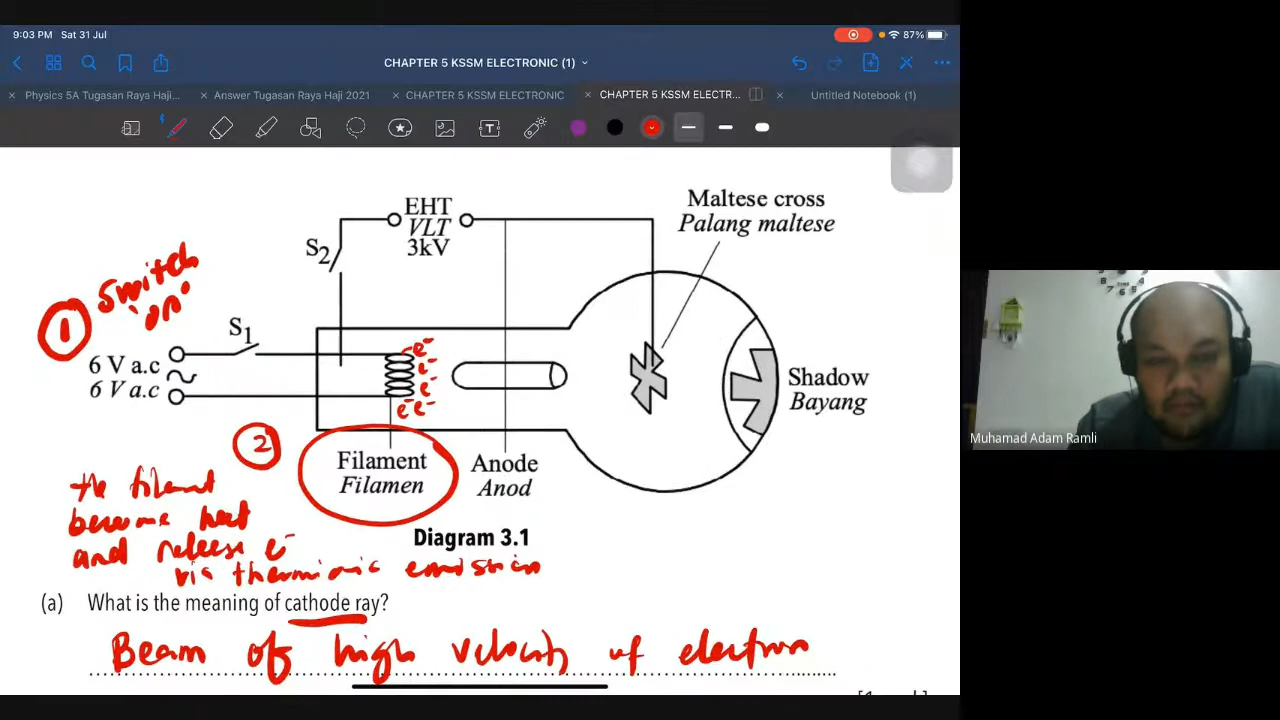 9:03 PM Sat 31 Jul
87%
CHAPTER 5 KSSM ELECTRONIC (1)
Physics 5A Tugasan Raya Haji...
Answer Tugasan Raya Haji 2021
CHAPTER 5 KSSM ELECTRONIC
CHAPTER 5 KSSM ELECTR...
Untitled Notebook (1)
EHT
VLT
3kV
Maltese cross
Palang maltese
S2
1 Switch
"on"
S1
6 V a.c
6 V a.c
e-
e-
e-
e- e-
Shadow
Bayang
Muhamad Adam Ramli
2
Filament
Filamen
Anode
Anod
the filament
become heat
and release e-
via thermionic emission
Diagram 3.1
(a) What is the meaning of cathode ray?
Beam of high velocity of electron